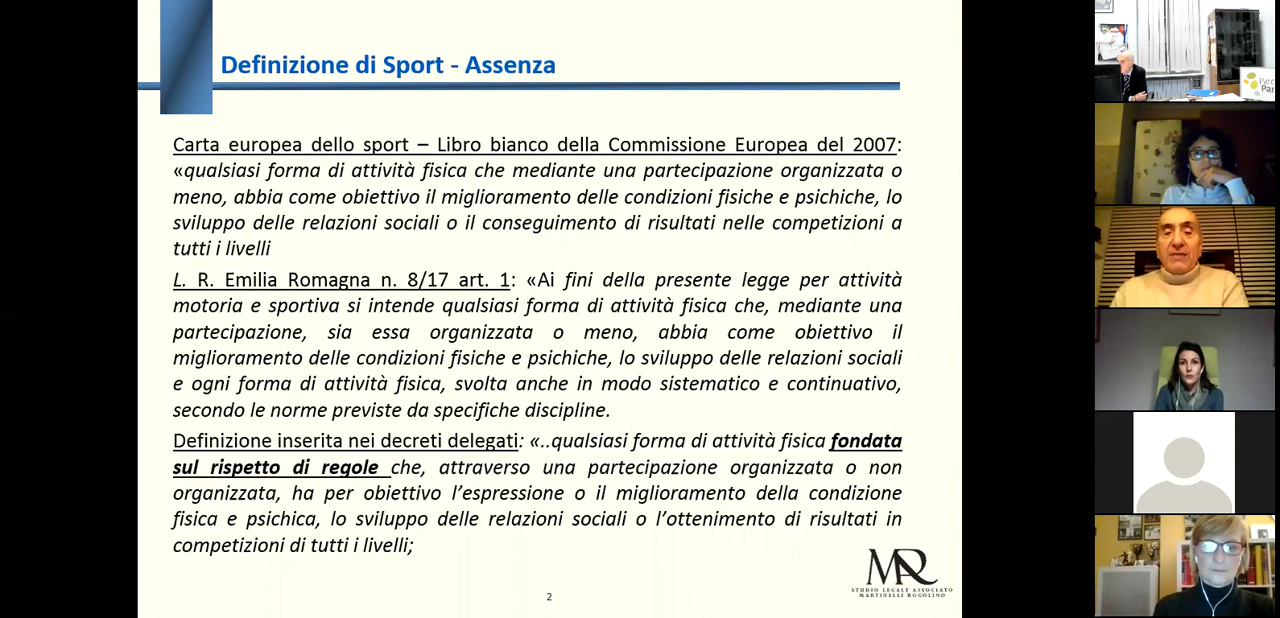 Definizione di Sport - Assenza
Carta europea dello sport – Libro bianco della Commissione Europea del 2007:
«qualsiasi forma di attività fisica che mediante una partecipazione organizzata o
meno, abbia come obiettivo il miglioramento delle condizioni fisiche e psichiche, lo
sviluppo delle relazioni sociali o il conseguimento di risultati nelle competizioni a
tutti i livelli
L. R. Emilia Romagna n. 8/17 art. 1: «Ai fini della presente legge per attività
motoria e sportiva si intende qualsiasi forma di attività fisica che, mediante una
partecipazione, sia essa organizzata o meno, abbia come obiettivo il
miglioramento delle condizioni fisiche e psichiche, lo sviluppo delle relazioni sociali
e ogni forma di attività fisica, svolta anche in modo sistematico e continuativo,
secondo le norme previste da specifiche discipline.
Definizione inserita nei decreti delegati: «..qualsiasi forma di attività fisica fondata
sul rispetto di regole che, attraverso una partecipazione organizzata o non
organizzata, ha per obiettivo l'espressione o il miglioramento della condizione
fisica e psichica, lo sviluppo delle relazioni sociali o l'ottenimento di risultati in
competizioni di tutti i livelli;
MR
STUDIO LEGALE ASSOCIATO
MARTINELLI ROGOLINO
2